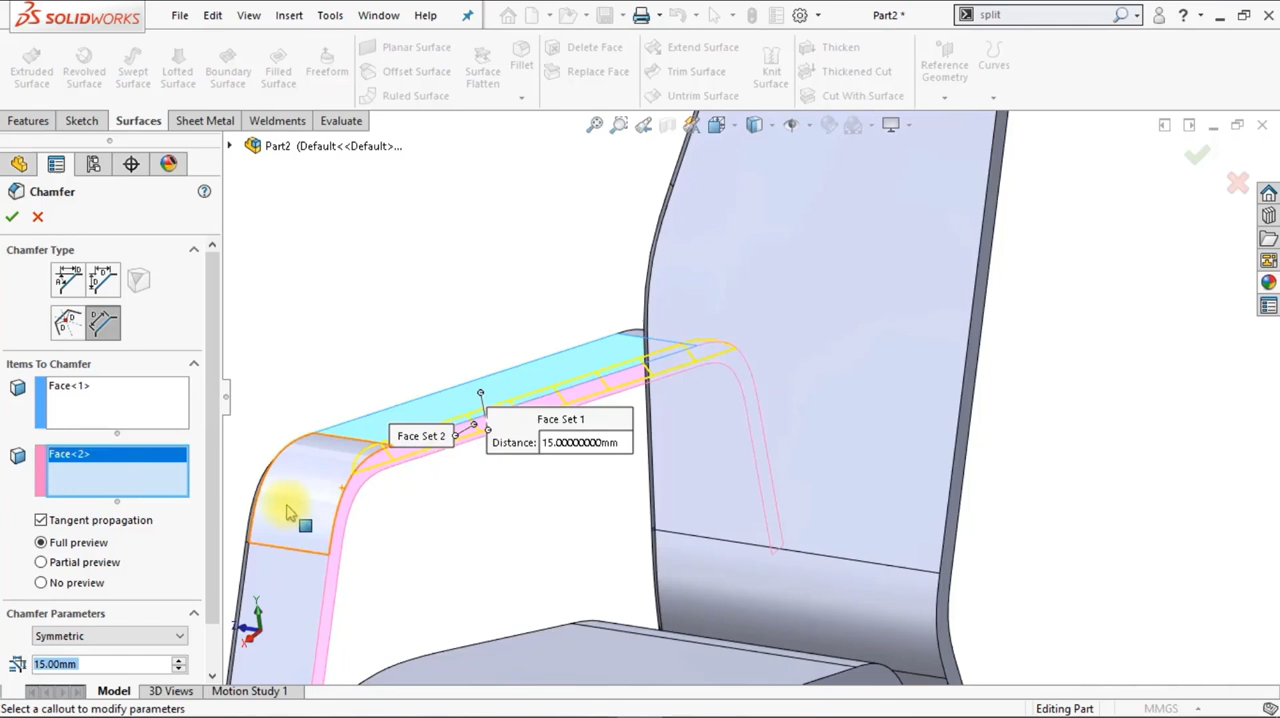 SOLIDWORKS File Edit View Insert Tools Window Help Part2 * split
Extruded Surface
Revolved Surface
Swept Surface
Lofted Surface
Boundary Surface
Filled Surface
Freeform
Planar Surface
Offset Surface
Ruled Surface
Surface Flatten
Fillet
Delete Face
Replace Face
Extend Surface
Trim Surface
Untrim Surface
Knit Surface
Thicken
Thickened Cut
Cut With Surface
Reference Geometry
Curves
Features Sketch Surfaces Sheet Metal Weldments Evaluate
Part2 (Default<<Default>...
Chamfer
Chamfer Type
Items To Chamfer
Face<1>
Face<2>
Tangent propagation
Full preview
Partial preview
No preview
Chamfer Parameters
Symmetric
15.00mm
Face Set 1
Distance: 15.00000000mm
Face Set 2
Y
Z
X
Model 3D Views Motion Study 1
Select a callout to modify parameters Editing Part MMGS